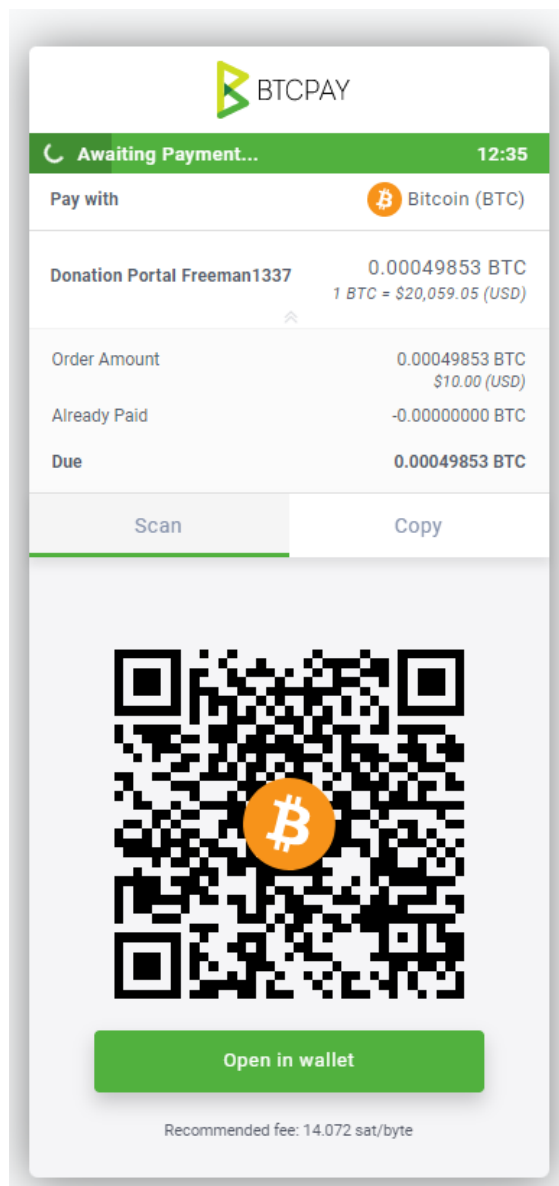 BTCPAY
Awaiting Payment... 12:35
Pay with Bitcoin (BTC)
Donation Portal Freeman1337 0.00049853 BTC
1 BTC = $20,059.05 (USD)
Order Amount 0.00049853 BTC
$10.00 (USD)
Already Paid -0.00000000 BTC
Due 0.00049853 BTC
Scan Copy
Open in wallet
Recommended fee: 14.072 sat/byte